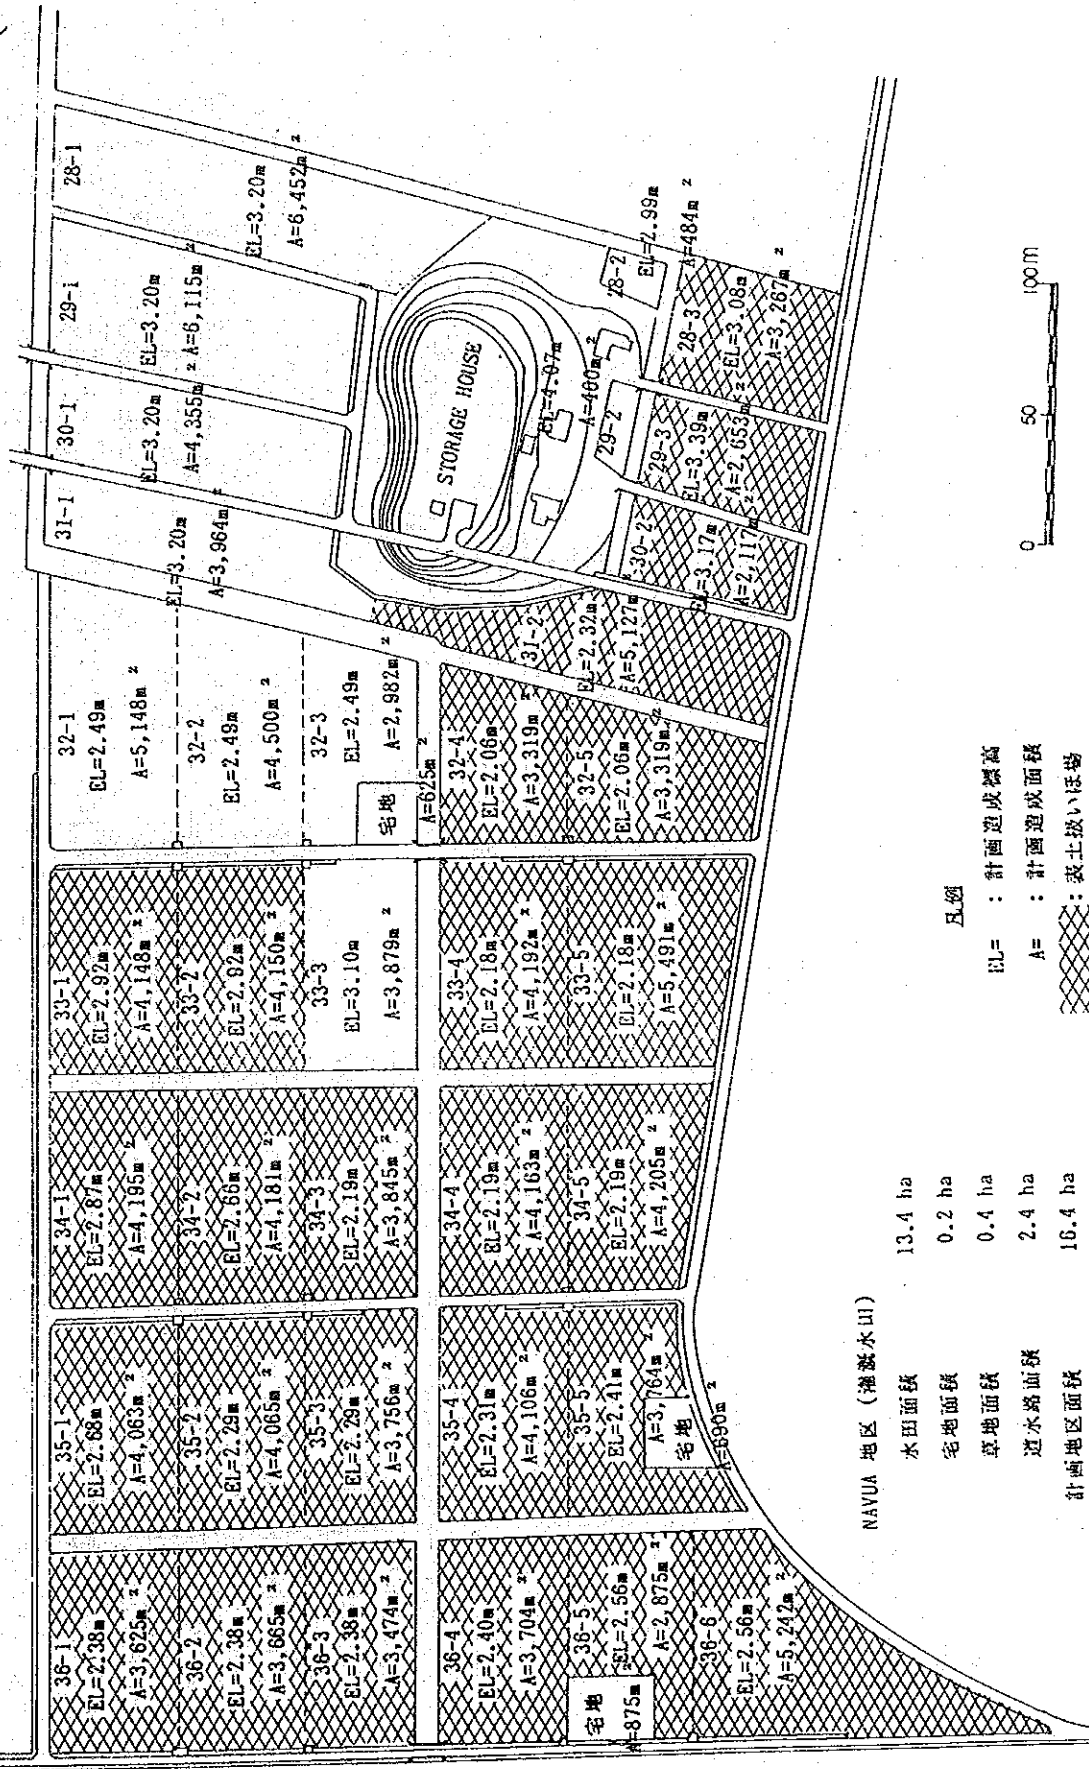 36-1
EL=2.38m
A=3,625m²
36-2
EL=2.38m
A=3,665m²
36-3
EL=2.38m
A=3,474m²
36-4
EL=2.40m
A=3,704m²
36-5
EL=2.56m
A=2,875m²
宅地
A=875m²
36-6
EL=2.56m
A=5,242m²
35-1
EL=2.68m
A=4,063m²
35-2
EL=2.29m
A=4,065m²
35-3
EL=2.29m
A=3,756m²
35-4
EL=2.31m
A=4,106m²
35-5
EL=2.41m
A=3,764m²
宅地
A=690m²
34-1
EL=2.87m
A=4,195m²
34-2
EL=2.66m
A=4,181m²
34-3
EL=2.19m
A=3,845m²
34-4
EL=2.19m
A=4,163m²
34-5
EL=2.19m
A=4,205m²
33-1
EL=2.92m
A=4,148m²
33-2
EL=2.92m
A=4,150m²
33-3
EL=3.10m
A=3,879m²
33-4
EL=2.18m
A=4,192m²
33-5
EL=2.18m
A=5,491m²
32-1
EL=2.49m
A=5,148m²
32-2
EL=2.49m
A=4,500m²
32-3
EL=2.49m
A=2,982m²
宅地
A=625m²
32-4
EL=2.06m
A=3,319m²
32-5
EL=2.06m
A=3,319m²
31-1
EL=3.20m
A=3,964m²
31-2
EL=2.32m
A=5,127m²
30-1
EL=3.20m
A=4,355m²
30-2
EL=3.17m
A=2,117m²
29-1
EL=3.20m
A=6,115m²
STORAGE HOUSE
29-2
EL=4.07m
A=400m²
29-3
EL=3.39m
A=2,653m²
28-1
EL=3.20m
A=6,452m²
28-2
EL=2.99m
A=484m²
28-3
EL=3.08m
A=3,267m²
NAVUA 地区 (灌漑水田)
水田面積 13.4 ha
宅地面積 0.2 ha
草地面積 0.4 ha
道水路面積 2.4 ha
計画地区面積 16.4 ha
凡例
EL= : 計画造成標高
A= : 計画造成面積
: 表土扱いほ場
0 50 100m